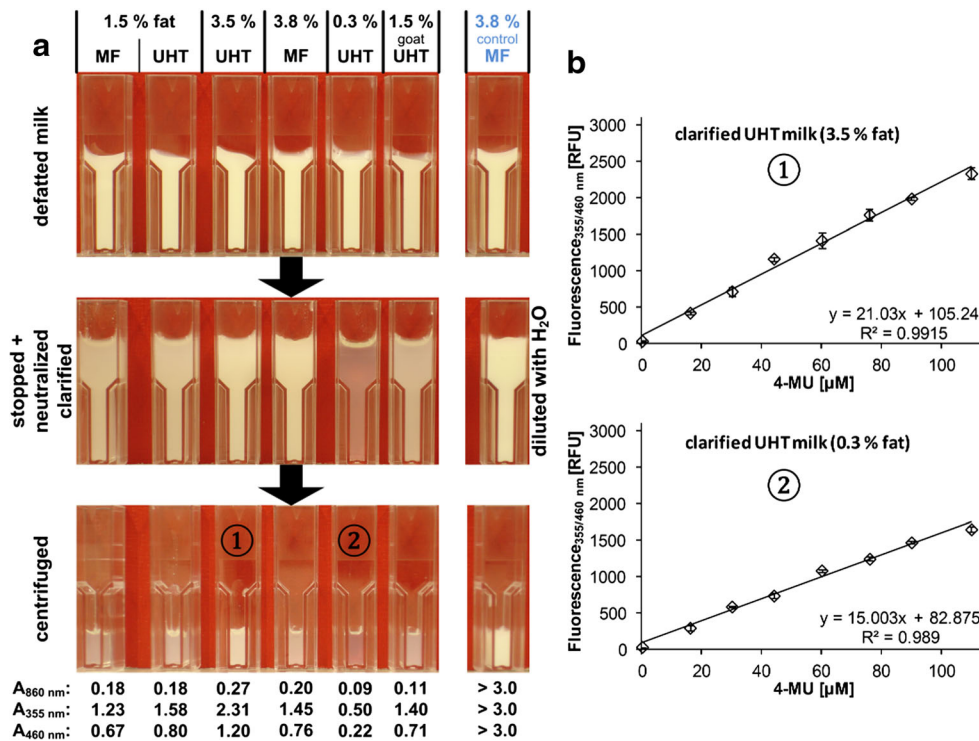 a
1.5 % fat 3.5 % 3.8 % 0.3 % 1.5 % 3.8 %
goat control
MF UHT UHT MF UHT UHT MF
defatted milk
stopped +
neutralized
clarified
diluted with H₂O
centrifuged
1 2
A860 nm: 0.18 0.18 0.27 0.20 0.09 0.11 > 3.0
A355 nm: 1.23 1.58 2.31 1.45 0.50 1.40 > 3.0
A460 nm: 0.67 0.80 1.20 0.76 0.22 0.71 > 3.0
b
clarified UHT milk (3.5 % fat)
1
Fluorescence355/460 nm [RFU]
3000
2500
2000
1500
1000
500
0
y = 21.03x + 105.24
R² = 0.9915
0 20 40 60 80 100
4-MU [µM]
clarified UHT milk (0.3 % fat)
2
Fluorescence355/460 nm [RFU]
3000
2500
2000
1500
1000
500
0
y = 15.003x + 82.875
R² = 0.989
0 20 40 60 80 100
4-MU [µM]